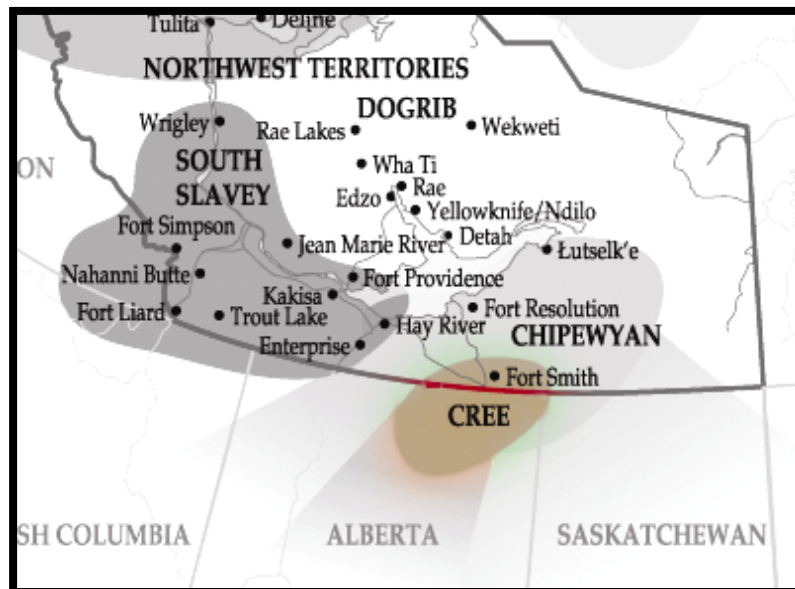 Tulita
Deline
NORTHWEST TERRITORIES
DOGRIB
Wrigley
Rae Lakes
Wekweti
SOUTH
SLAVEY
ON
Wha Ti
Rae
Edzo
Yellowknife/Ndilo
Fort Simpson
Detah
Jean Marie River
Łutselk'e
Nahanni Butte
Fort Providence
Kakisa
Fort Liard
Trout Lake
Hay River
Fort Resolution
CHIPEWYAN
Enterprise
Fort Smith
CREE
SH COLUMBIA
ALBERTA
SASKATCHEWAN